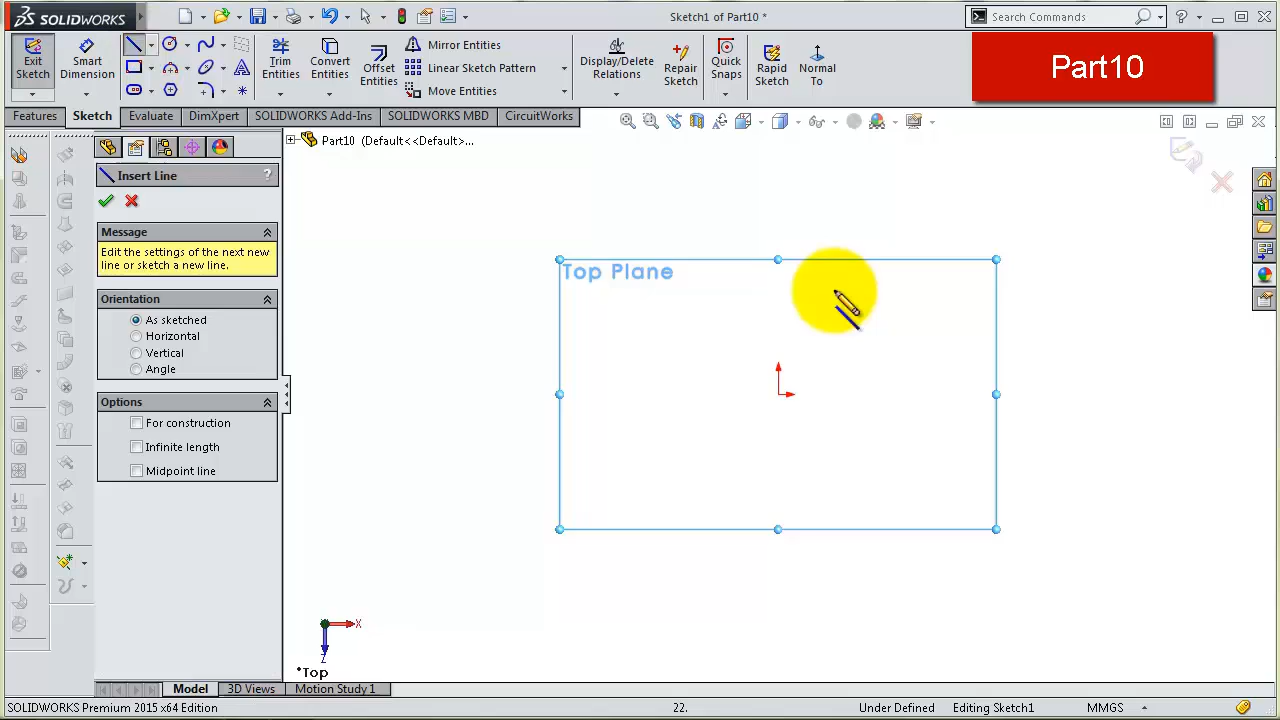 SOLIDWORKS
Sketch1 of Part10 *
Search Commands
Exit Sketch
Smart Dimension
Trim Entities
Convert Entities
Offset Entities
Mirror Entities
Linear Sketch Pattern
Move Entities
Display/Delete Relations
Repair Sketch
Quick Snaps
Rapid Sketch
Normal To
Part10
Features
Sketch
Evaluate
DimXpert
SOLIDWORKS Add-Ins
SOLIDWORKS MBD
CircuitWorks
Part10 (Default<<Default>...
Insert Line
?
Message
Edit the settings of the next new
line or sketch a new line.
Orientation
As sketched
Horizontal
Vertical
Angle
Options
For construction
Infinite length
Midpoint line
Top Plane
X
Z
*Top
Model
3D Views
Motion Study 1
SOLIDWORKS Premium 2015 x64 Edition
22.
Under Defined
Editing Sketch1
MMGS